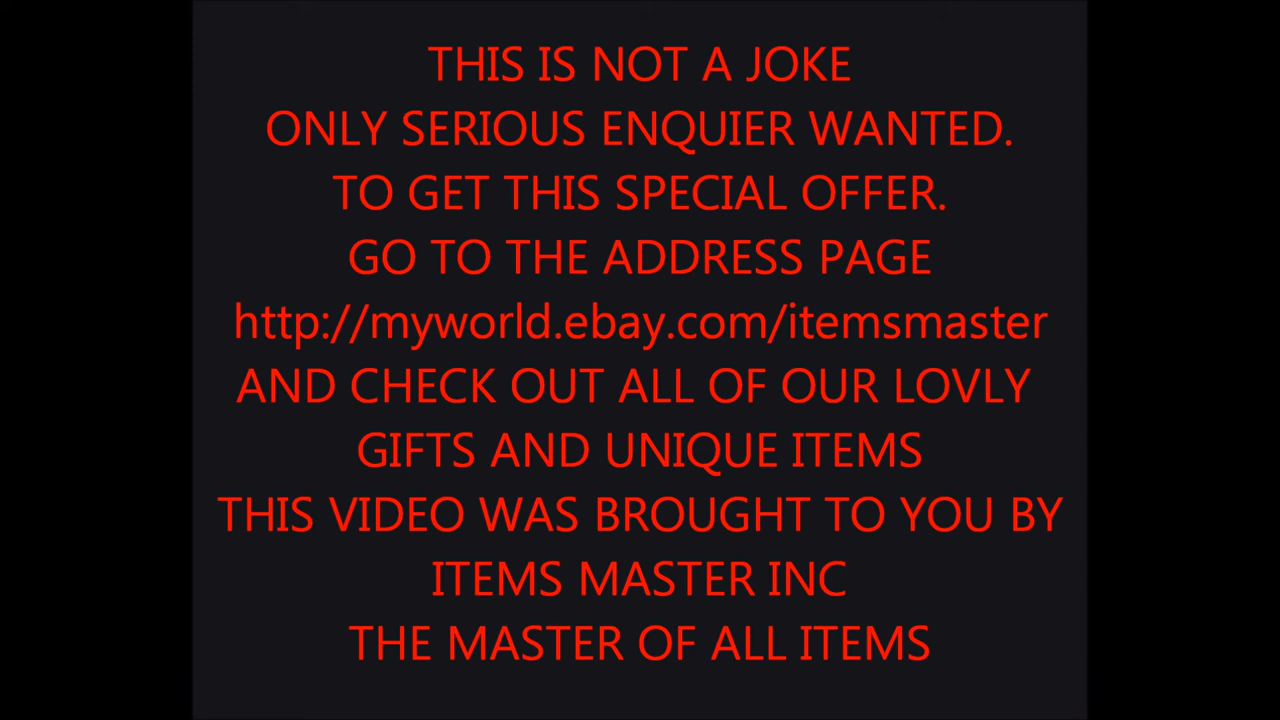 THIS IS NOT A JOKE
ONLY SERIOUS ENQUIER WANTED.
TO GET THIS SPECIAL OFFER.
GO TO THE ADDRESS PAGE
http://myworld.ebay.com/itemsmaster
AND CHECK OUT ALL OF OUR LOVLY
GIFTS AND UNIQUE ITEMS
THIS VIDEO WAS BROUGHT TO YOU BY
ITEMS MASTER INC
THE MASTER OF ALL ITEMS